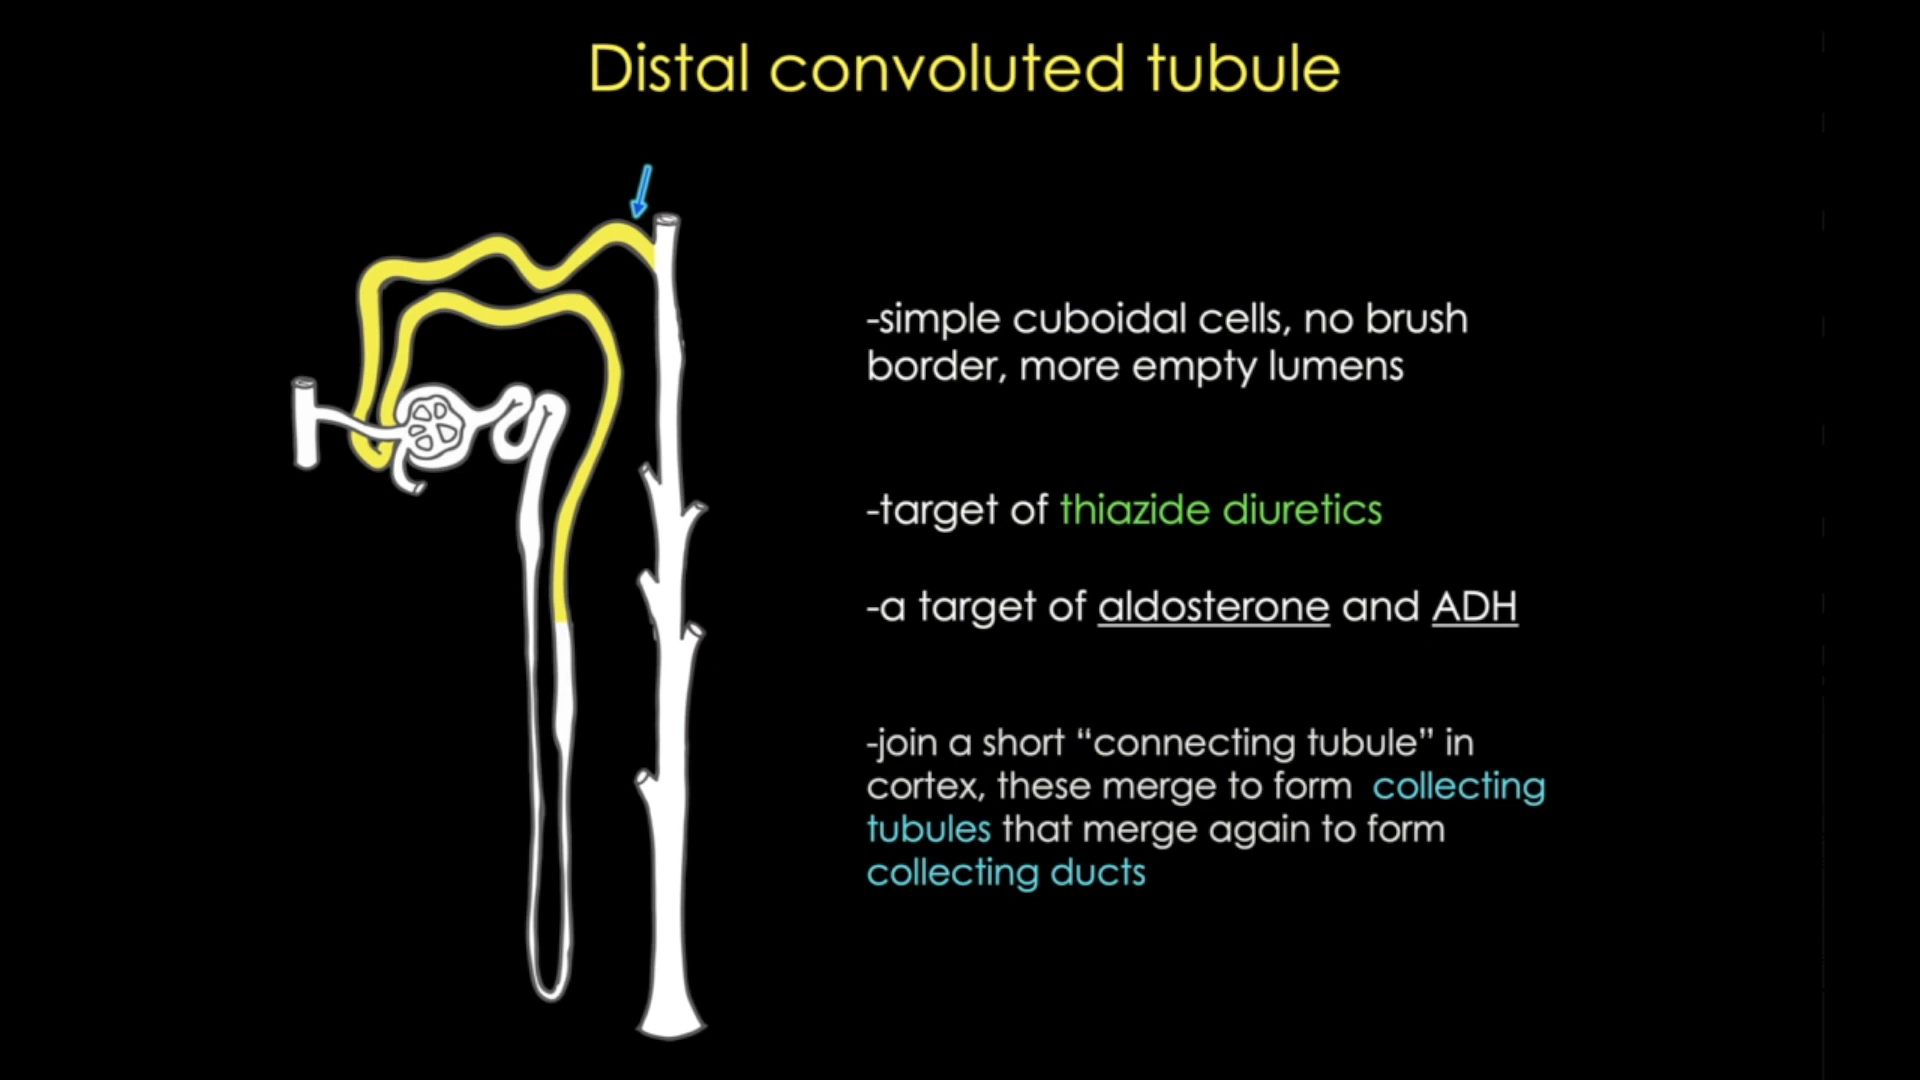 Distal convoluted tubule
-simple cuboidal cells, no brush
border, more empty lumens
-target of thiazide diuretics
-a target of aldosterone and ADH
-join a short “connecting tubule” in
cortex, these merge to form collecting
tubules that merge again to form
collecting ducts